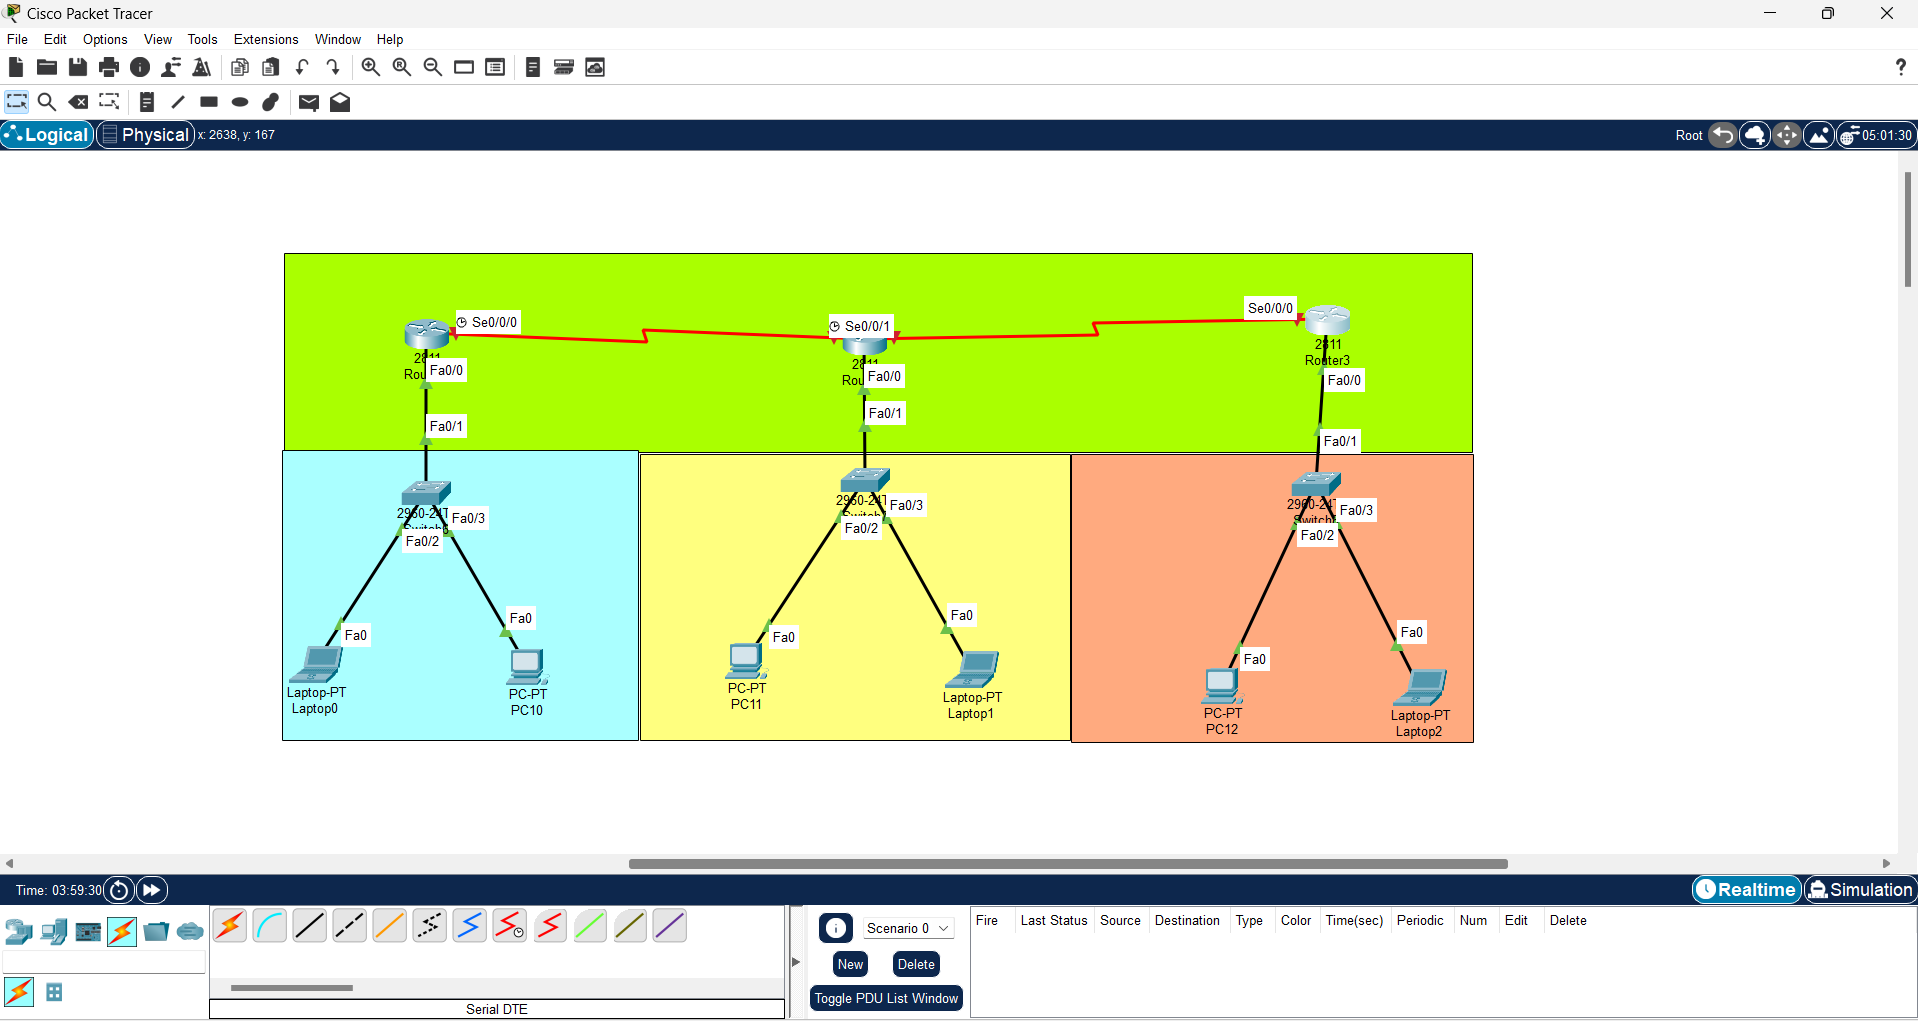 Cisco Packet Tracer
File Edit Options View Tools Extensions Window Help
Logical Physical x: 2638, y: 167 Root 05:01:30
Se0/0/0
Se0/0/1
Se0/0/0
2811
Router3
Fa0/0
Fa0/0
Fa0/0
Fa0/1
Fa0/1
Fa0/1
Fa0/3
Fa0/2
Fa0/3
Fa0/2
Fa0/3
Fa0/2
Fa0
Fa0
Fa0
Fa0
Fa0
Fa0
Laptop-PT
Laptop0
PC-PT
PC10
PC-PT
PC11
Laptop-PT
Laptop1
PC-PT
PC12
Laptop-PT
Laptop2
Time: 03:59:30 Realtime Simulation
Scenario 0
New Delete
Toggle PDU List Window
Fire Last Status Source Destination Type Color Time(sec) Periodic Num Edit Delete
Serial DTE